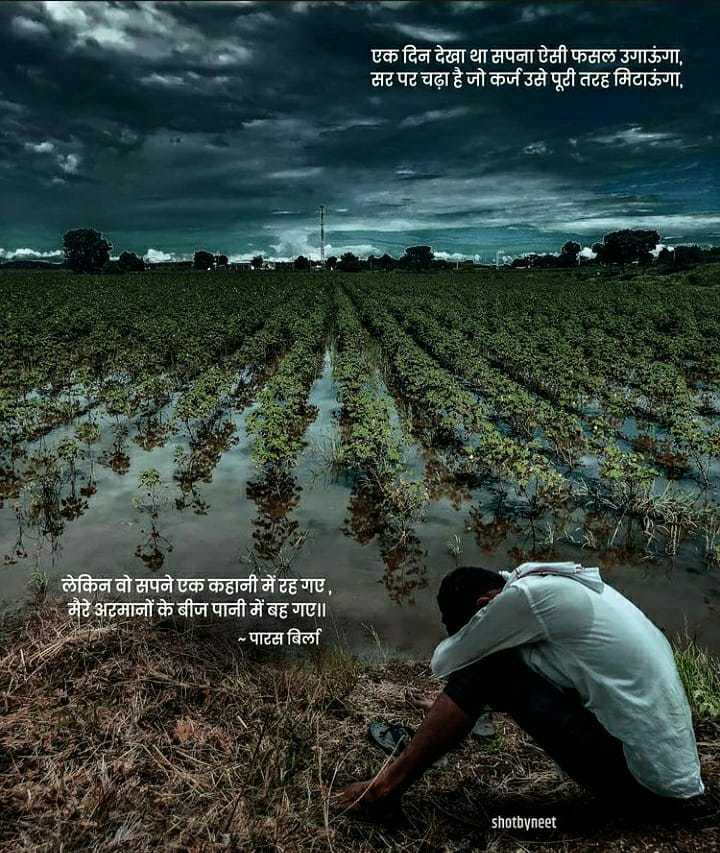 एक दिन देखा था सपना ऐसी फसल उगाऊंगा,
सर पर चढ़ा है जो कर्ज उसे पूरी तरह मिटाऊंगा,
लेकिन वो सपने एक कहानी में रह गए,
मेरे अरमानों के बीज पानी में बह गए॥
~ पारस बिर्ला
shotbyneet